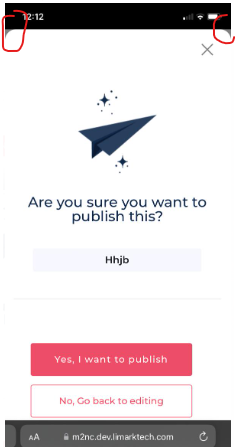 12:12
Are you sure you want to
publish this?
Hhjb
Yes, I want to publish
No, Go back to editing
AA m2nc.dev.limarktech.com